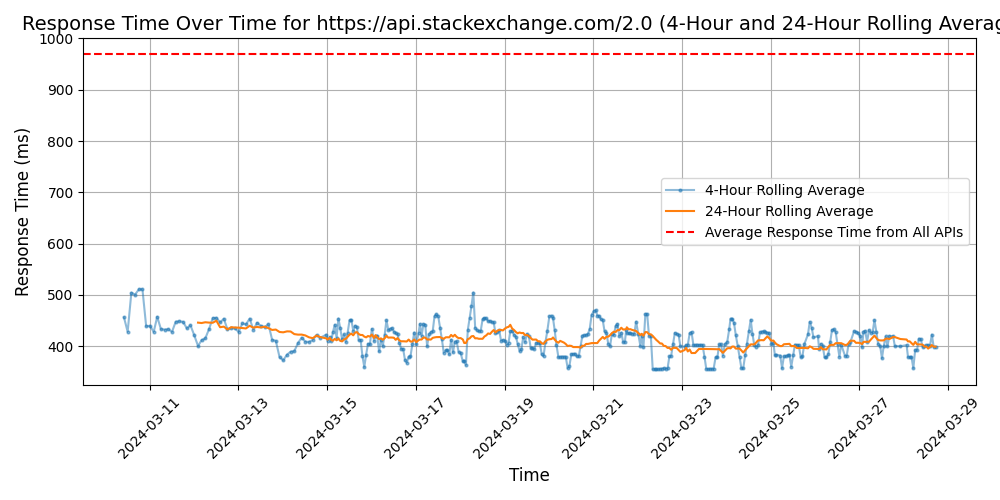 Response Time Over Time for https://api.stackexchange.com/2.0 (4-Hour and 24-Hour Rolling Averag
Response Time (ms)
1000
900
800
700
600
500
400
4-Hour Rolling Average
24-Hour Rolling Average
Average Response Time from All APIs
2024-03-11
2024-03-13
2024-03-15
2024-03-17
2024-03-19
2024-03-21
2024-03-23
2024-03-25
2024-03-27
2024-03-29
Time